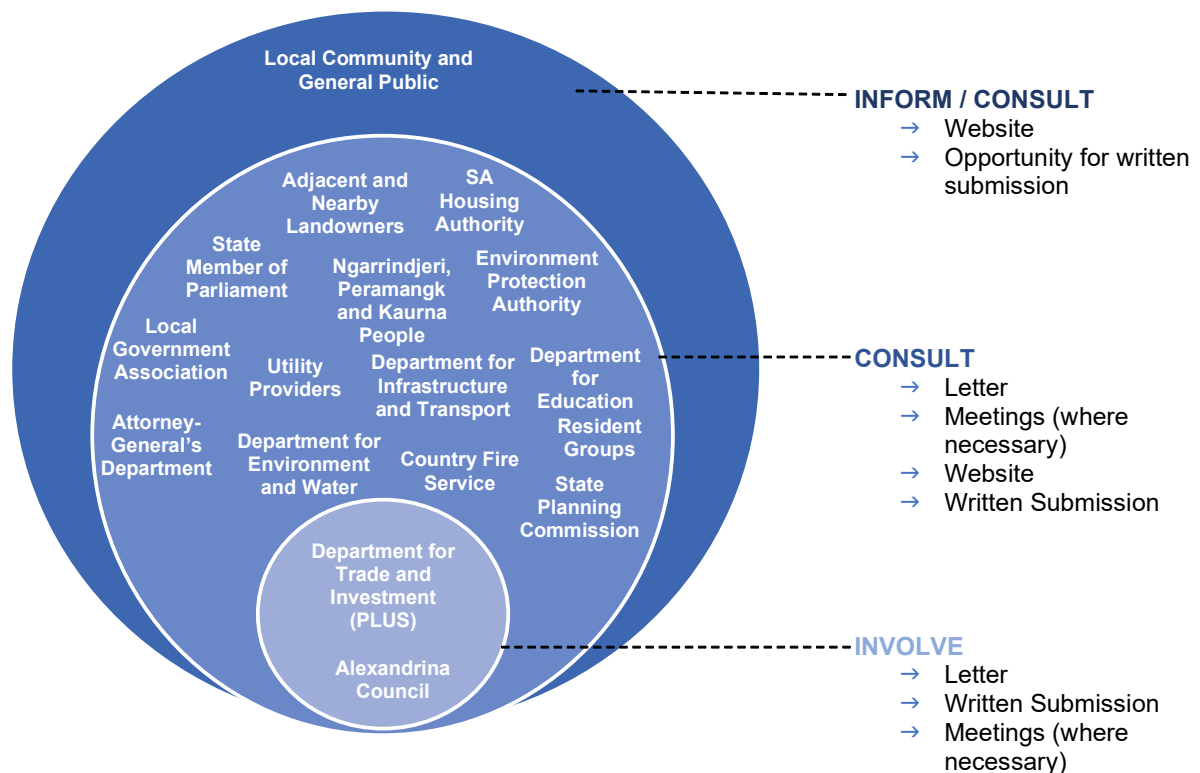 Local Community and
General Public
Adjacent and
Nearby
Landowners
SA
Housing
Authority
State
Member of
Parliament
Ngarrindjeri,
Peramangk
and Kaurna
People
Environment
Protection
Authority
Local
Government
Association
Utility
Providers
Department for
Infrastructure
and Transport
Department
for
Education
Resident
Groups
Attorney-
General’s
Department
Department for
Environment
and Water
Country Fire
Service
State
Planning
Commission
Department for
Trade and
Investment
(PLUS)
Alexandrina
Council
INFORM / CONSULT
→ Website
→ Opportunity for written
submission
CONSULT
→ Letter
→ Meetings (where
necessary)
→ Website
→ Written Submission
INVOLVE
→ Letter
→ Written Submission
→ Meetings (where
necessary)